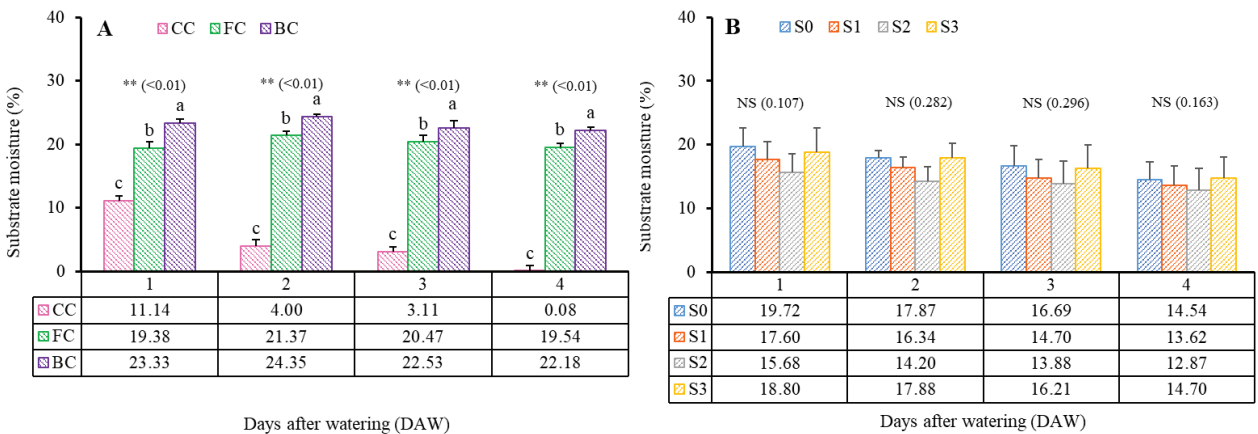 A
CC FC BC
40
30
20
10
0
Substrate moisture (%)
** (<0.01) ** (<0.01) ** (<0.01) ** (<0.01)
c b a c b a c b a c b a
1 2 3 4
CC 11.14 4.00 3.11 0.08
FC 19.38 21.37 20.47 19.54
BC 23.33 24.35 22.53 22.18
Days after watering (DAW)
B
S0 S1 S2 S3
40
30
20
10
0
Substrate moisture (%)
NS (0.107) NS (0.282) NS (0.296) NS (0.163)
1 2 3 4
S0 19.72 17.87 16.69 14.54
S1 17.60 16.34 14.70 13.62
S2 15.68 14.20 13.88 12.87
S3 18.80 17.88 16.21 14.70
Days after watering (DAW)